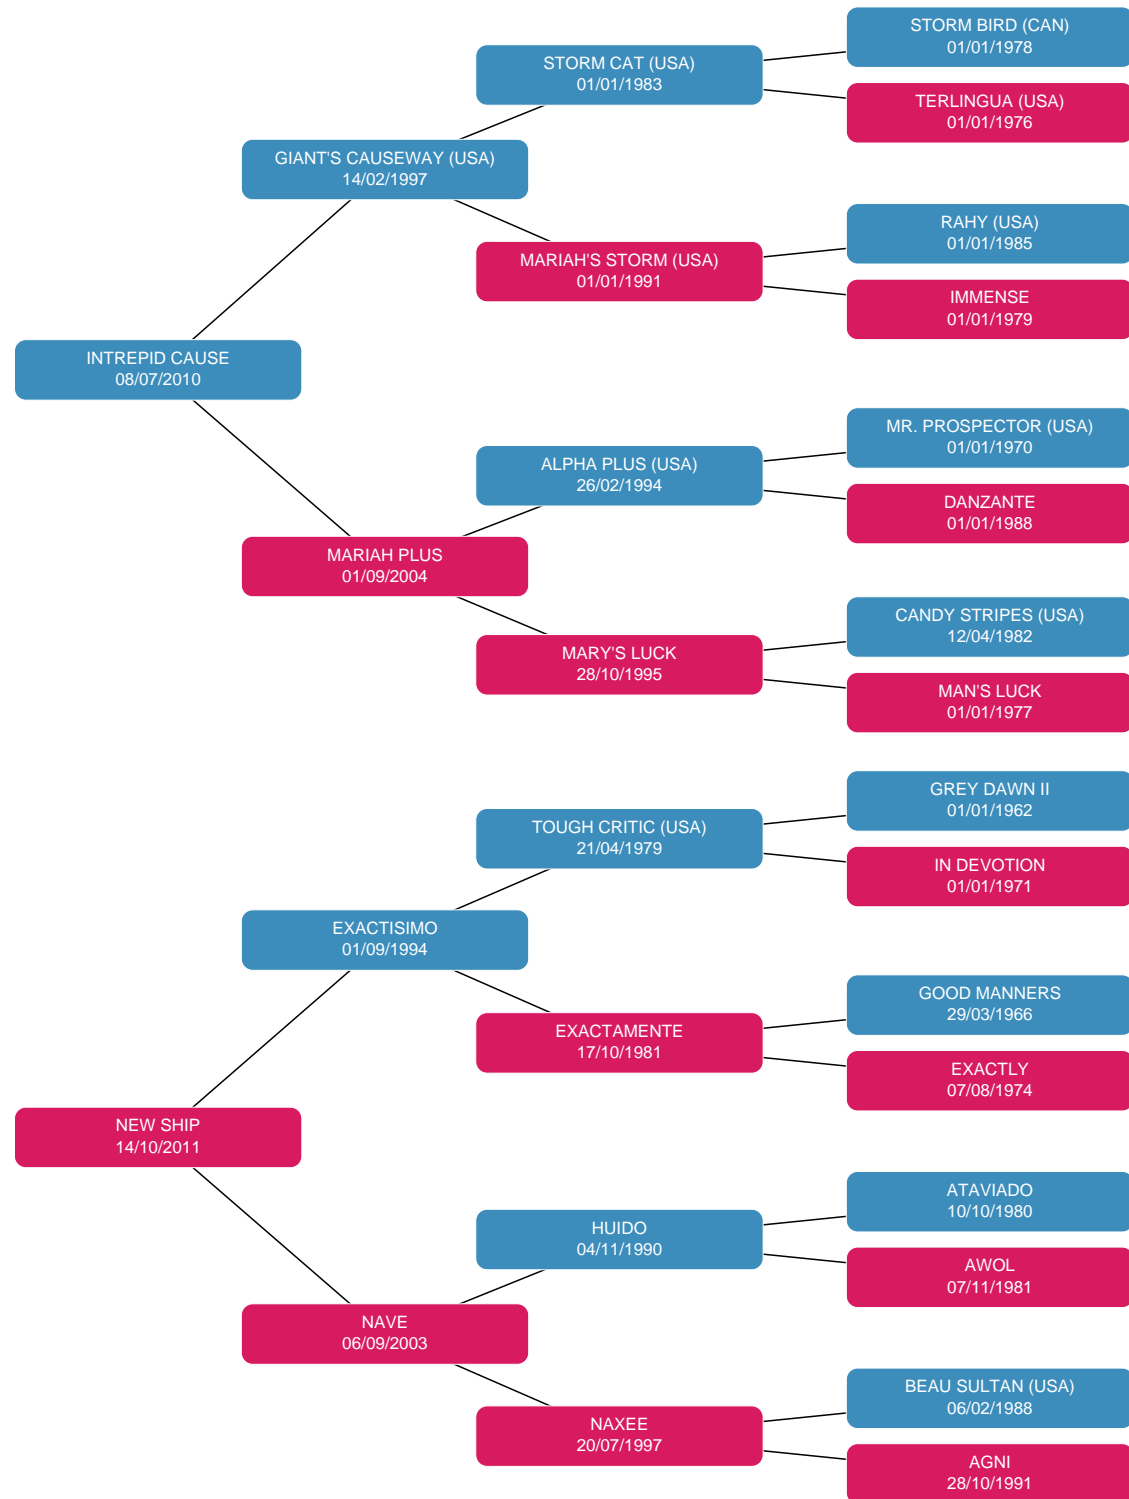 STORM BIRD (CAN)
01/01/1978
STORM CAT (USA)
01/01/1983
TERLINGUA (USA)
01/01/1976
GIANT'S CAUSEWAY (USA)
14/02/1997
RAHY (USA)
01/01/1985
MARIAH'S STORM (USA)
01/01/1991
IMMENSE
01/01/1979
INTREPID CAUSE
08/07/2010
MR. PROSPECTOR (USA)
01/01/1970
ALPHA PLUS (USA)
26/02/1994
DANZANTE
01/01/1988
MARIAH PLUS
01/09/2004
CANDY STRIPES (USA)
12/04/1982
MARY'S LUCK
28/10/1995
MAN'S LUCK
01/01/1977
GREY DAWN II
01/01/1962
TOUGH CRITIC (USA)
21/04/1979
IN DEVOTION
01/01/1971
EXACTISIMO
01/09/1994
GOOD MANNERS
29/03/1966
EXACTAMENTE
17/10/1981
EXACTLY
07/08/1974
NEW SHIP
14/10/2011
ATAVIADO
10/10/1980
HUIDO
04/11/1990
AWOL
07/11/1981
NAVE
06/09/2003
BEAU SULTAN (USA)
06/02/1988
NAXEE
20/07/1997
AGNI
28/10/1991